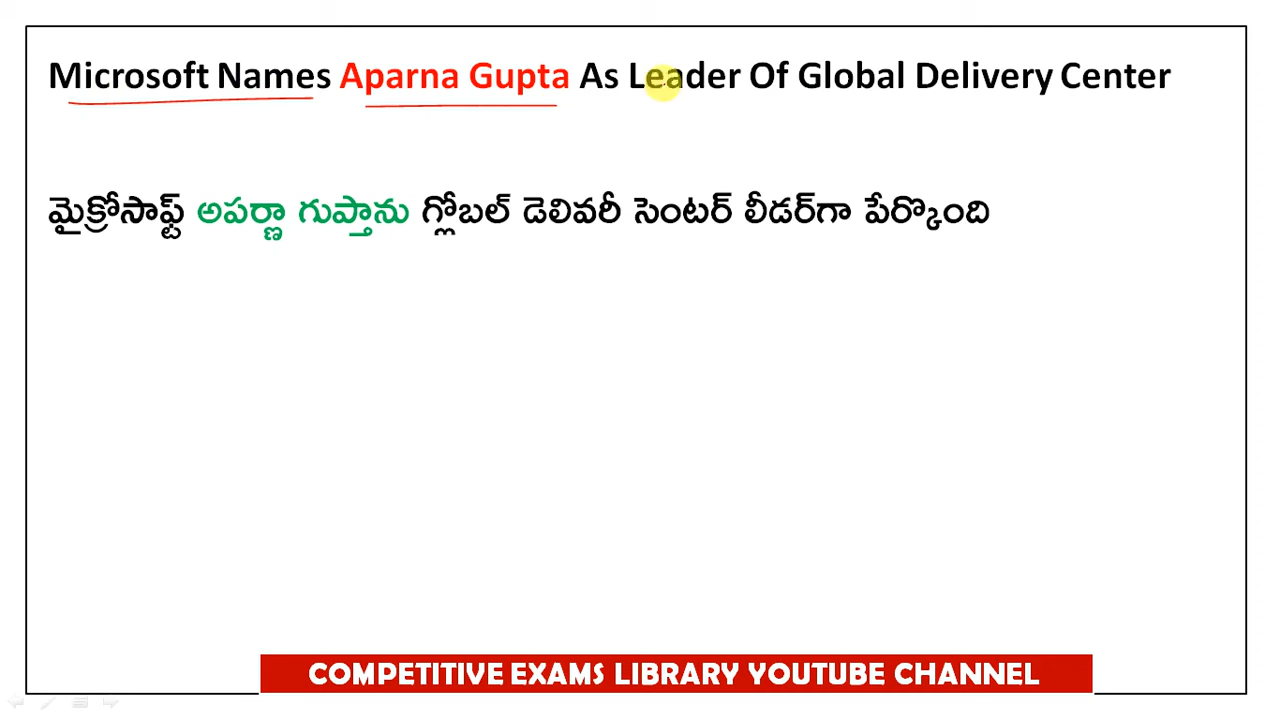 Microsoft Names Aparna Gupta As Leader Of Global Delivery Center
మైక్రోసాఫ్ట్ అపర్ణా గుప్తాను గ్లోబల్ డెలివరీ సెంటర్ లీడర్‌గా పేర్కొంది
COMPETITIVE EXAMS LIBRARY YOUTUBE CHANNEL